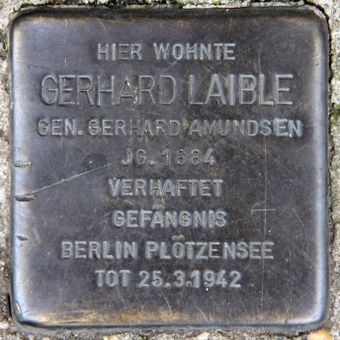 HIER WOHNTE
GERHARD LAIBLE
GEN. GERHARD AMUNDSEN
JG. 1884
VERHAFTET
GEFÄNGNIS
BERLIN PLÖTZENSEE
TOT 25.3.1942